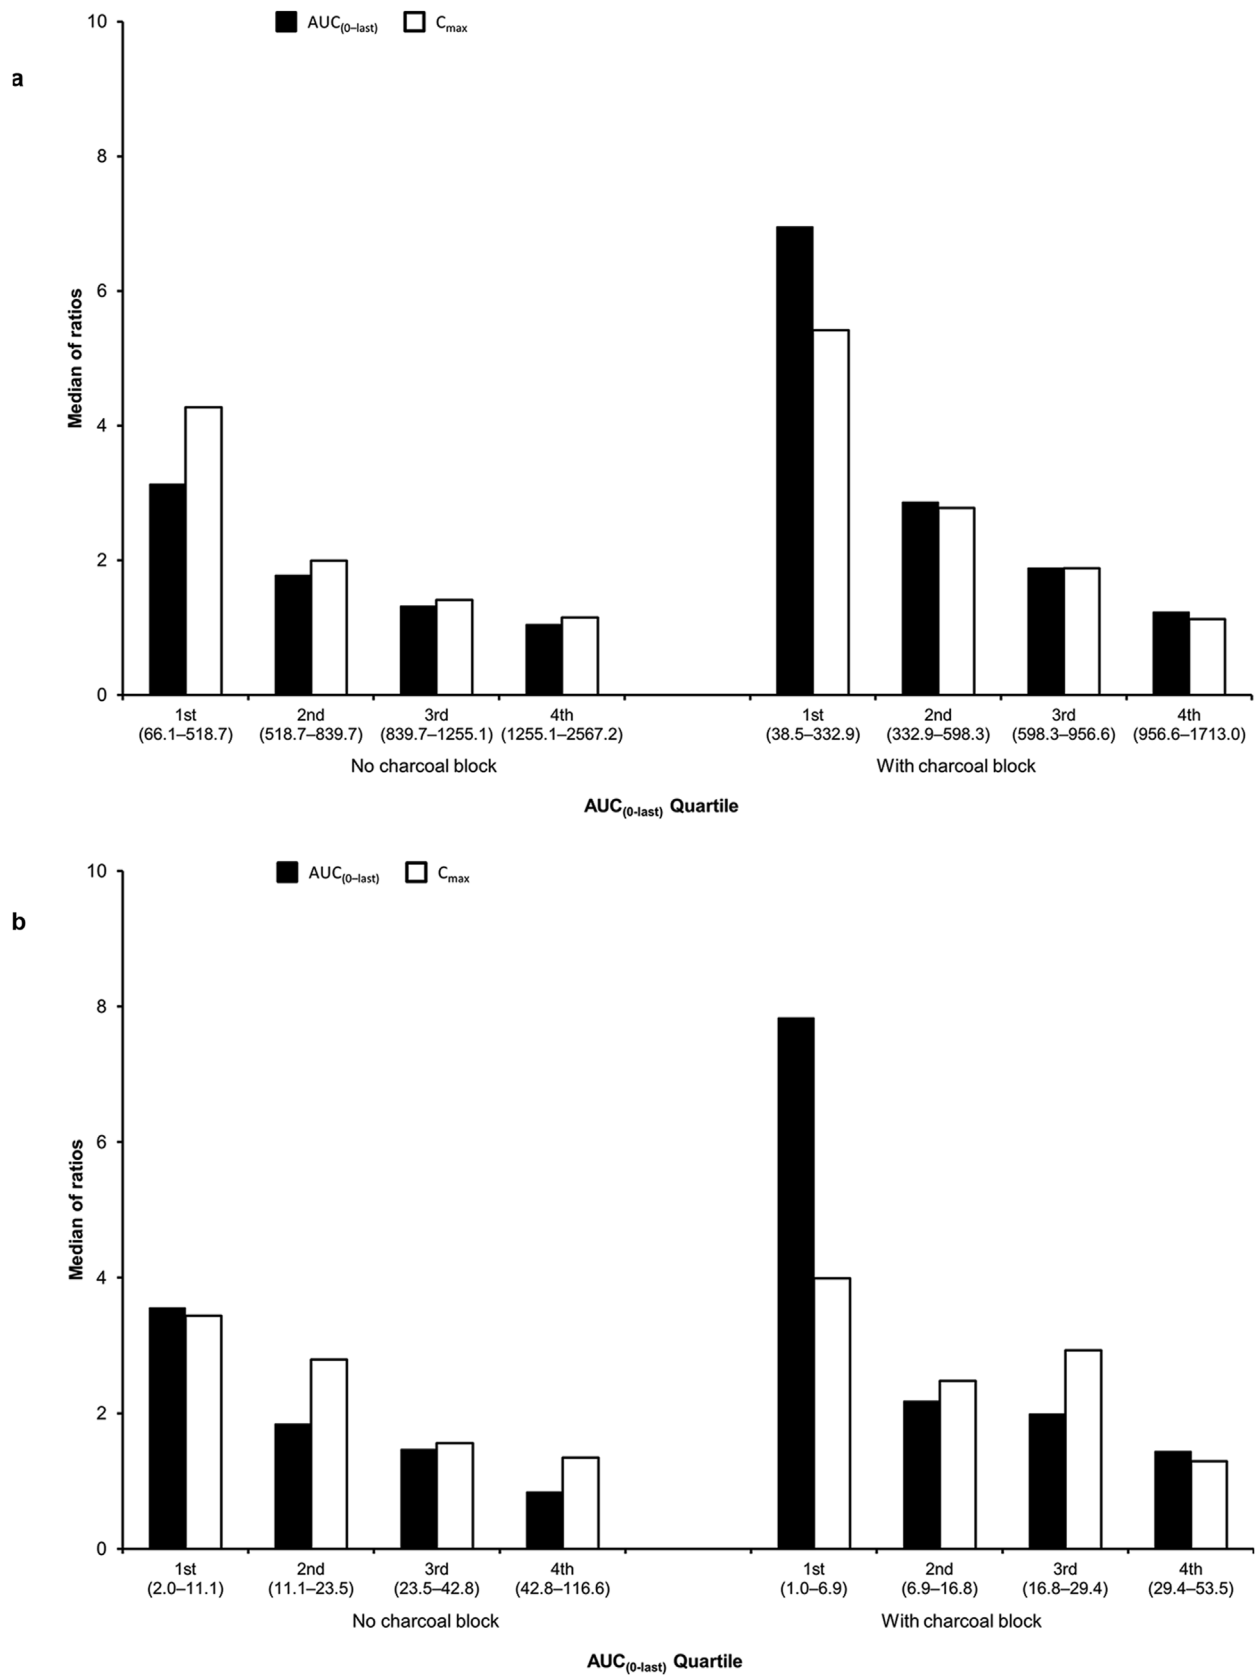 AUC(0–last) Cmax
a
10
8
6
4
2
0
Median of ratios
1st 2nd 3rd 4th 1st 2nd 3rd 4th
(66.1–518.7) (518.7–839.7) (839.7–1255.1) (1255.1–2567.2) (38.5–332.9) (332.9–598.3) (598.3–956.6) (956.6–1713.0)
No charcoal block With charcoal block
AUC(0-last) Quartile
AUC(0–last) Cmax
b
10
8
6
4
2
0
Median of ratios
1st 2nd 3rd 4th 1st 2nd 3rd 4th
(2.0–11.1) (11.1–23.5) (23.5–42.8) (42.8–116.6) (1.0–6.9) (6.9–16.8) (16.8–29.4) (29.4–53.5)
No charcoal block With charcoal block
AUC(0-last) Quartile